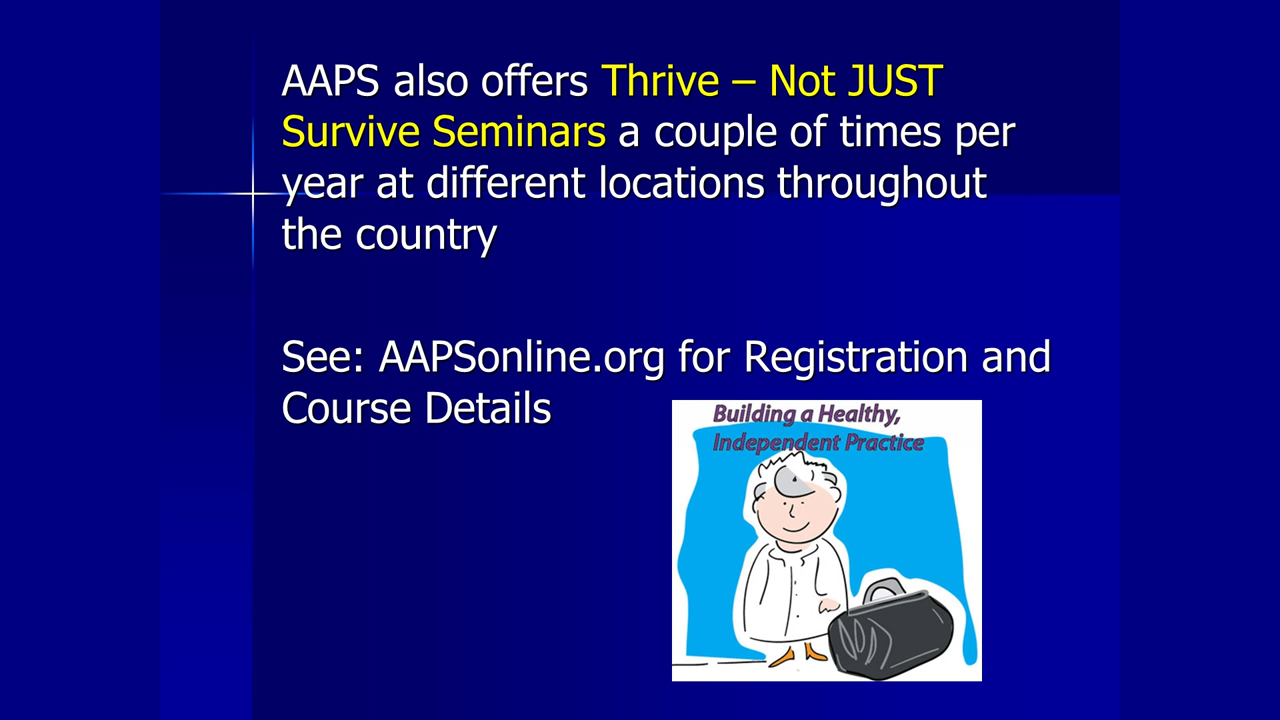 AAPS also offers Thrive – Not JUST
Survive Seminars a couple of times per
year at different locations throughout
the country
See: AAPSonline.org for Registration and
Course Details
Building a Healthy,
Independent Practice